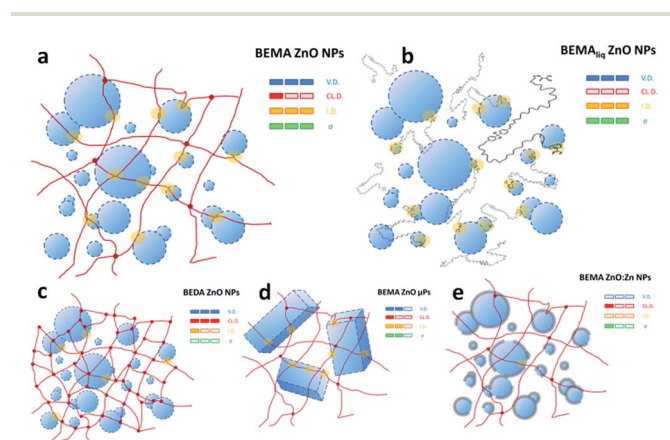 a
BEMA ZnO NPs
V.D.
CL.D.
I.D.
σ
b
BEMAliq ZnO NPs
V.D.
CL.D.
I.D.
σ
c
BEDA ZnO NPs
V.D.
CL.D.
I.D.
σ
d
BEMA ZnO µPs
V.D.
CL.D.
I.D.
σ
e
BEMA ZnO:Zn NPs
V.D.
CL.D.
I.D.
σ